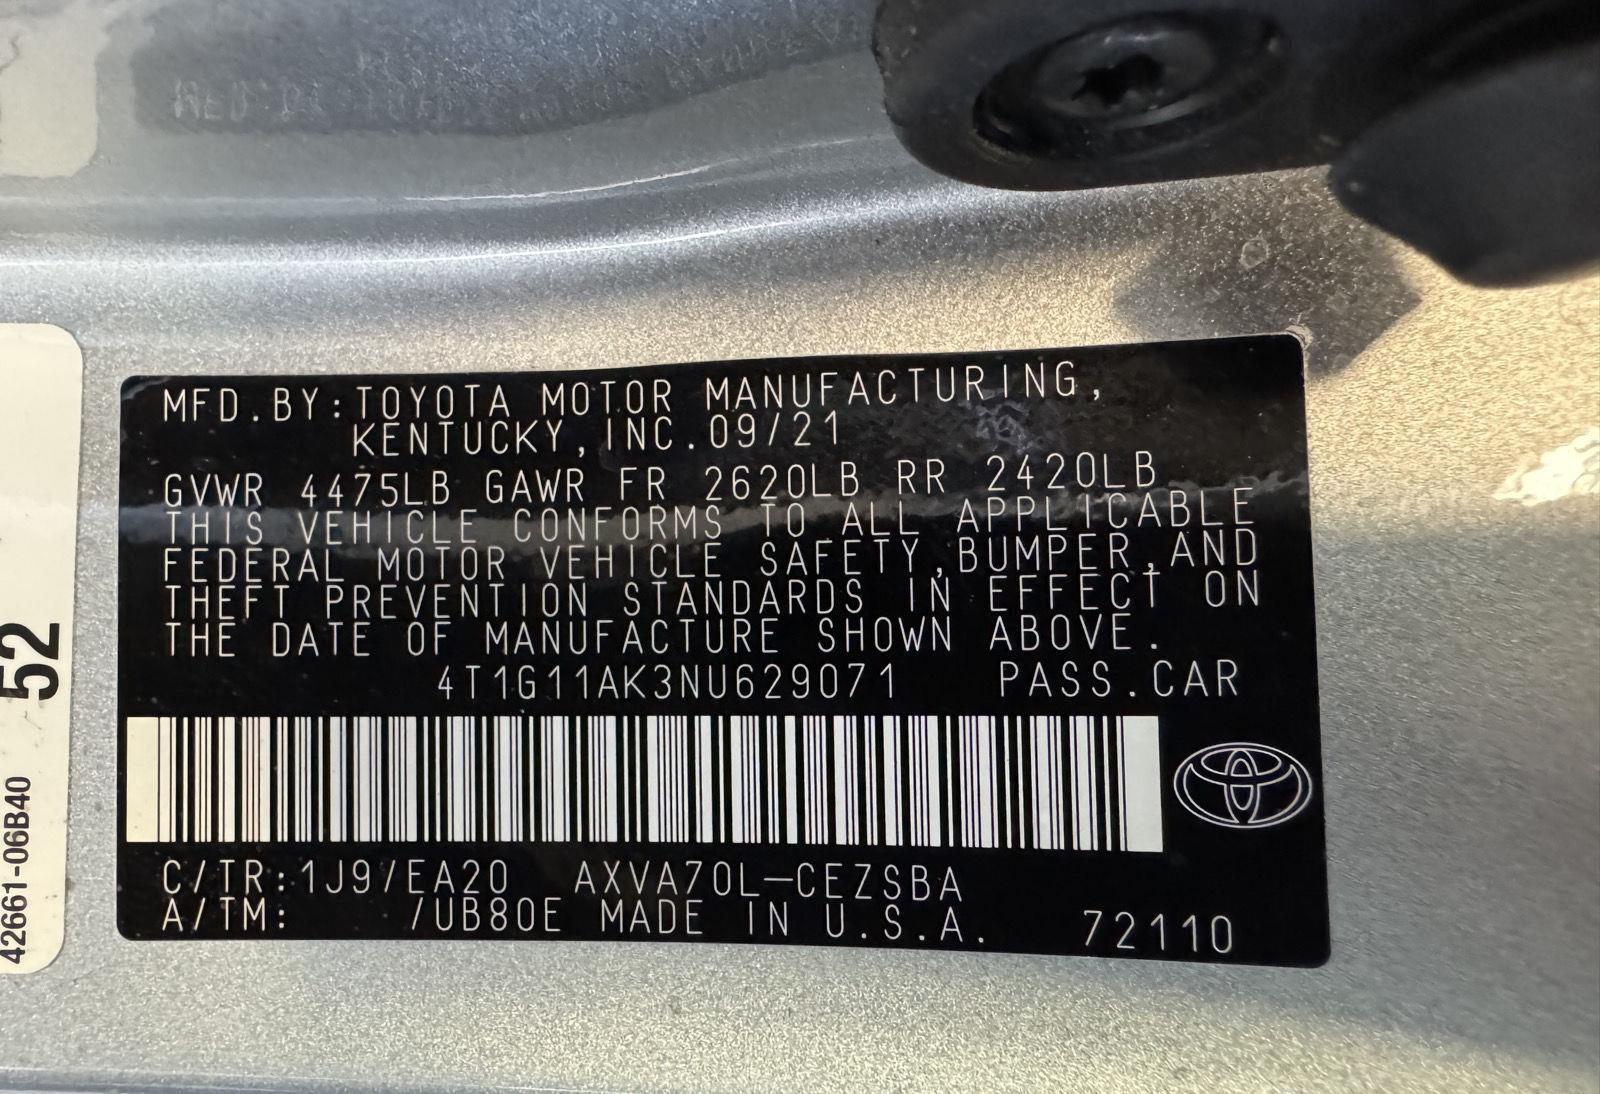 MFD.BY:TOYOTA MOTOR MANUFACTURING,
KENTUCKY,INC.09/21
GVWR 4475LB GAWR FR 2620LB RR 2420LB
THIS VEHICLE CONFORMS TO ALL APPLICABLE
FEDERAL MOTOR VEHICLE SAFETY,BUMPER,AND
THEFT PREVENTION STANDARDS IN EFFECT ON
THE DATE OF MANUFACTURE SHOWN ABOVE.
4T1G11AK3NU629071 PASS.CAR
C/TR:1J9/EA20 AXVA70L-CEZSBA
A/TM: /UB80E MADE IN U.S.A. 72110
52
42661-06B40